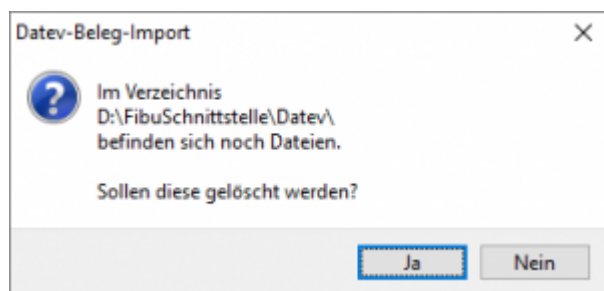 Datev-Beleg-Import
Im Verzeichnis
D:\FibuSchnittstelle\Datev\
befinden sich noch Dateien.
Sollen diese gelöscht werden?
Ja
Nein